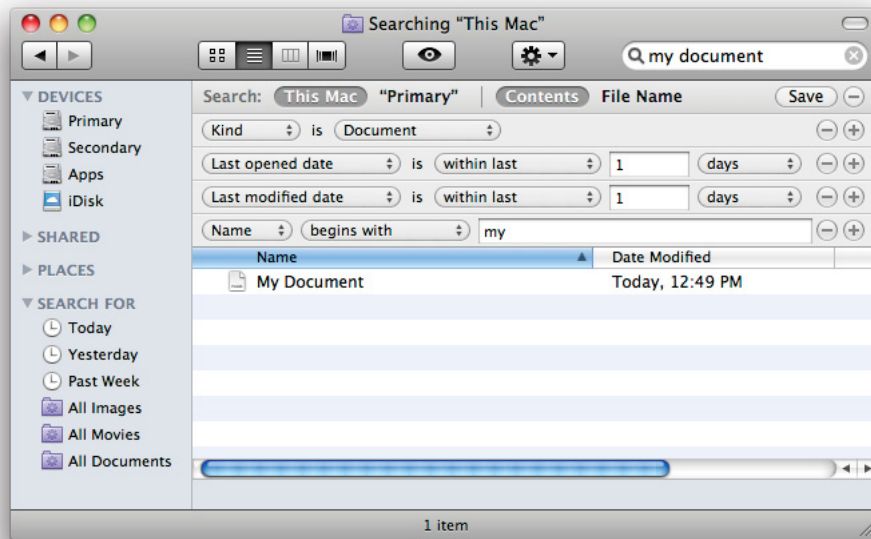 Searching “This Mac”
my document
DEVICES
Primary
Secondary
Apps
iDisk
SHARED
PLACES
SEARCH FOR
Today
Yesterday
Past Week
All Images
All Movies
All Documents
Search: This Mac “Primary” Contents File Name Save
Kind is Document
Last opened date is within last 1 days
Last modified date is within last 1 days
Name begins with my
Name Date Modified
My Document Today, 12:49 PM
1 item